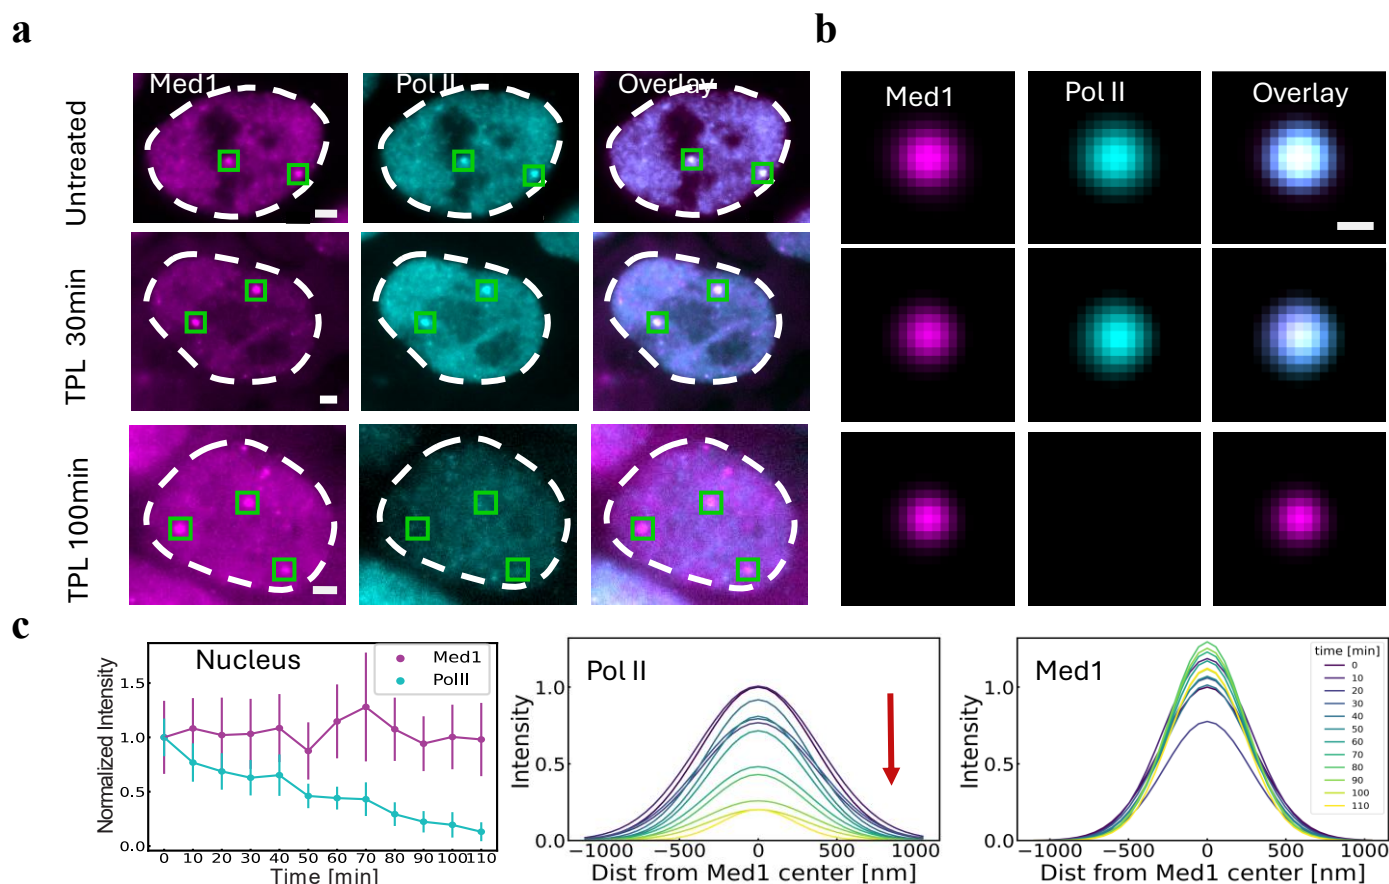 a
b
Med1
Pol II
Overlay
Med1
Pol II
Overlay
Untreated
TPL 30min
TPL 100min
c
Nucleus
Med1
PolII
Normalized Intensity
1.5
1.0
0.5
0.0
0 10 20 30 40 50 60 70 80 90 100 110
Time [min]
Pol II
Intensity
1.0
0.5
0.0
−1000 −500 0 500 1000
Dist from Med1 center [nm]
Med1
Intensity
1.0
0.5
0.0
−1000 −500 0 500 1000
Dist from Med1 center [nm]
time [min]
0
10
20
30
40
50
60
70
80
90
100
110